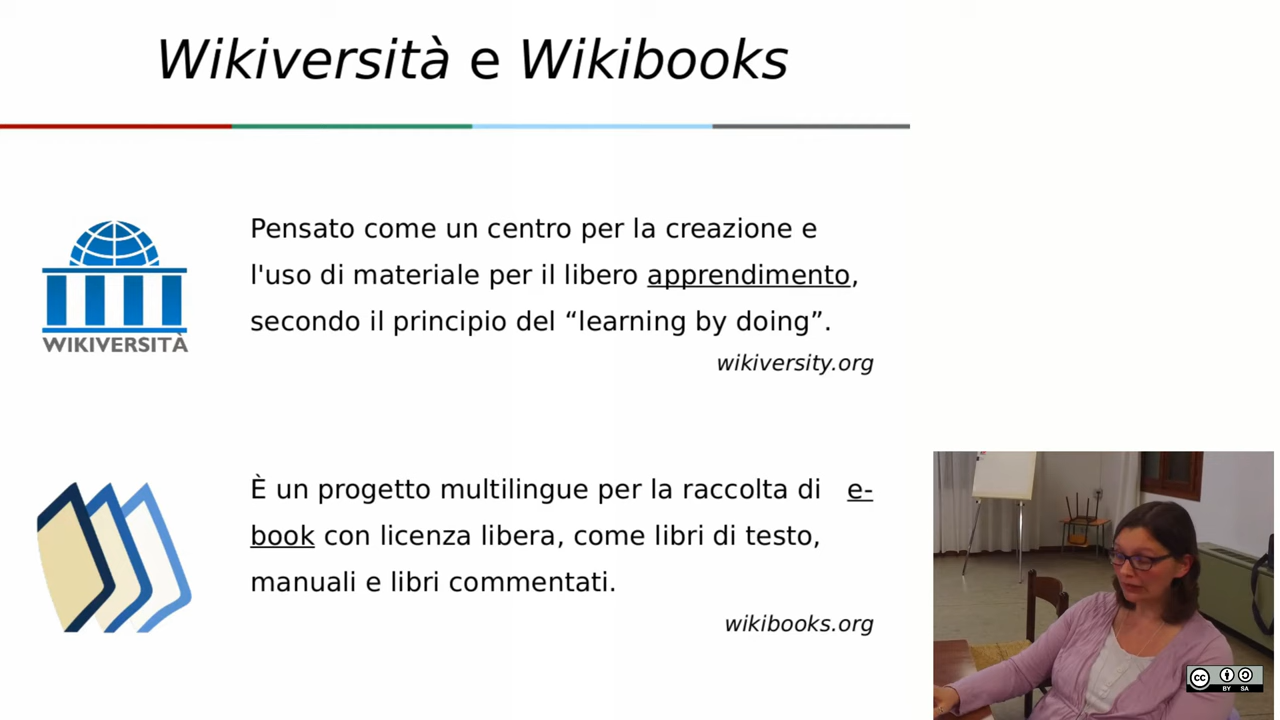 Wikiversità e Wikibooks
Pensato come un centro per la creazione e
l'uso di materiale per il libero apprendimento,
secondo il principio del “learning by doing”.
wikiversity.org
WIKIVERSITÀ
È un progetto multilingue per la raccolta di e-
book con licenza libera, come libri di testo,
manuali e libri commentati.
wikibooks.org
cc
BY SA